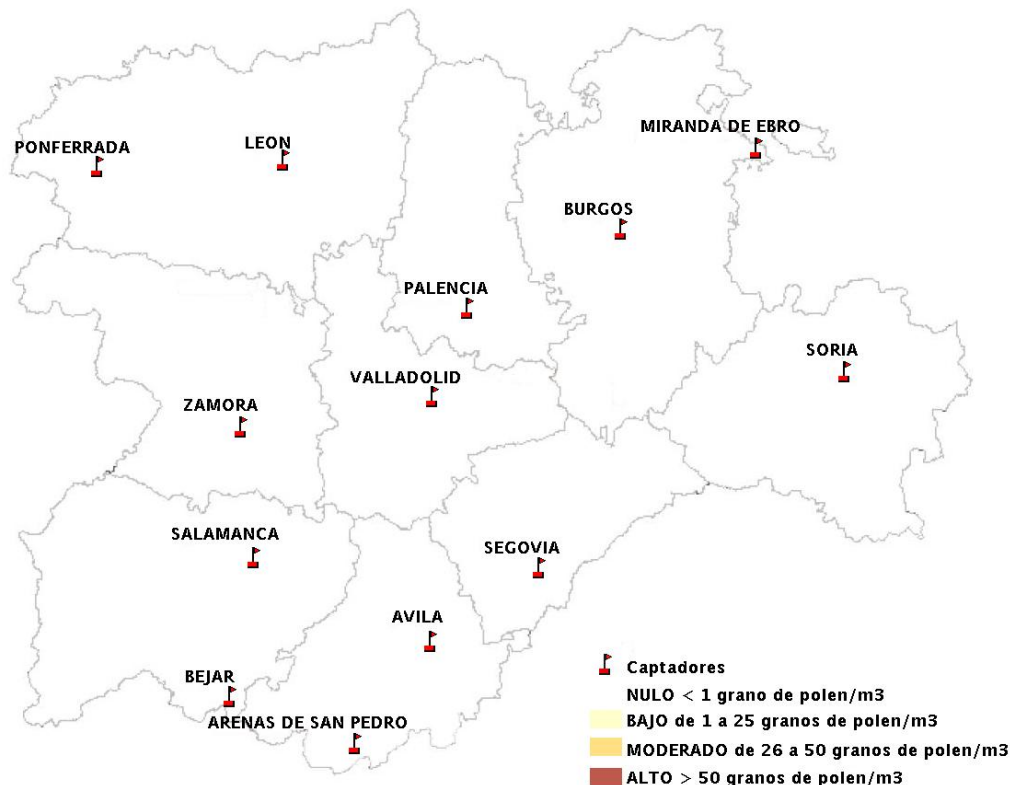 MIRANDA DE EBRO
PONFERRADA
LEON
BURGOS
PALENCIA
SORIA
VALLADOLID
ZAMORA
SALAMANCA
SEGOVIA
AVILA
BEJAR
ARENAS DE SAN PEDRO
Captadores
NULO < 1 grano de polen/m3
BAJO de 1 a 25 granos de polen/m3
MODERADO de 26 a 50 granos de polen/m3
ALTO > 50 granos de polen/m3